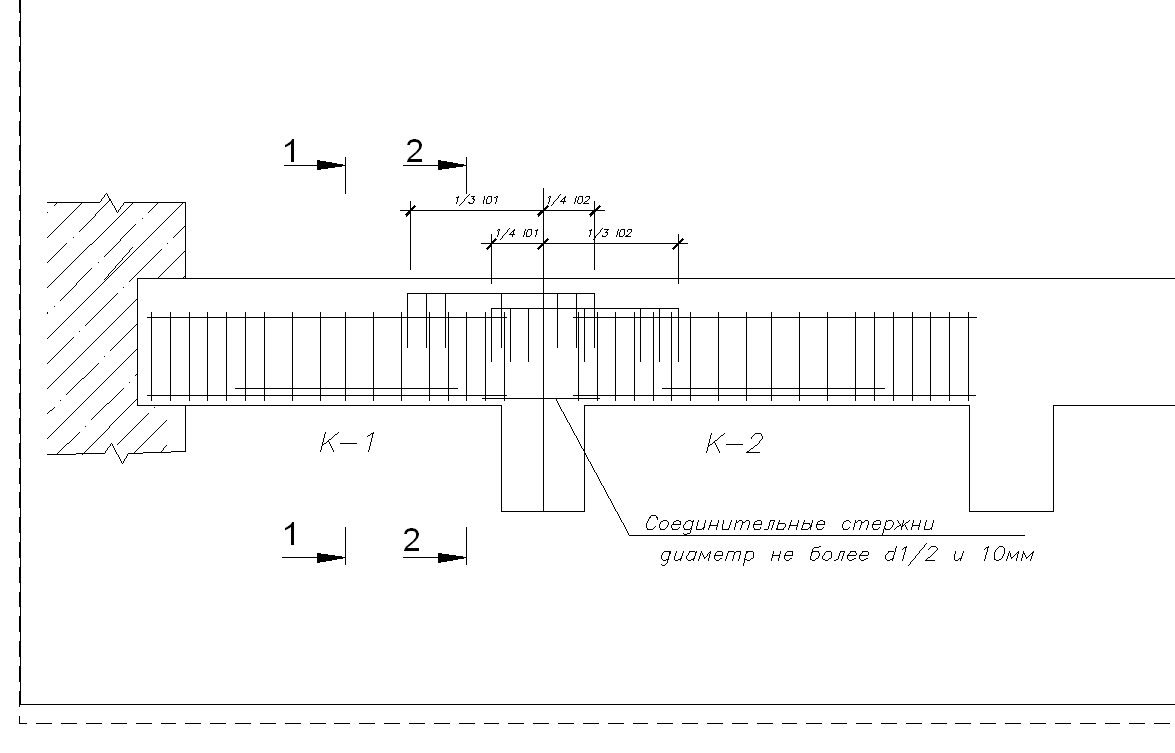 1
2
1/3 l01
1/4 l02
1/4 l01
1/3 l02
К-1
К-2
1
2
Соединительные стержни
диаметр не более d1/2 и 10мм